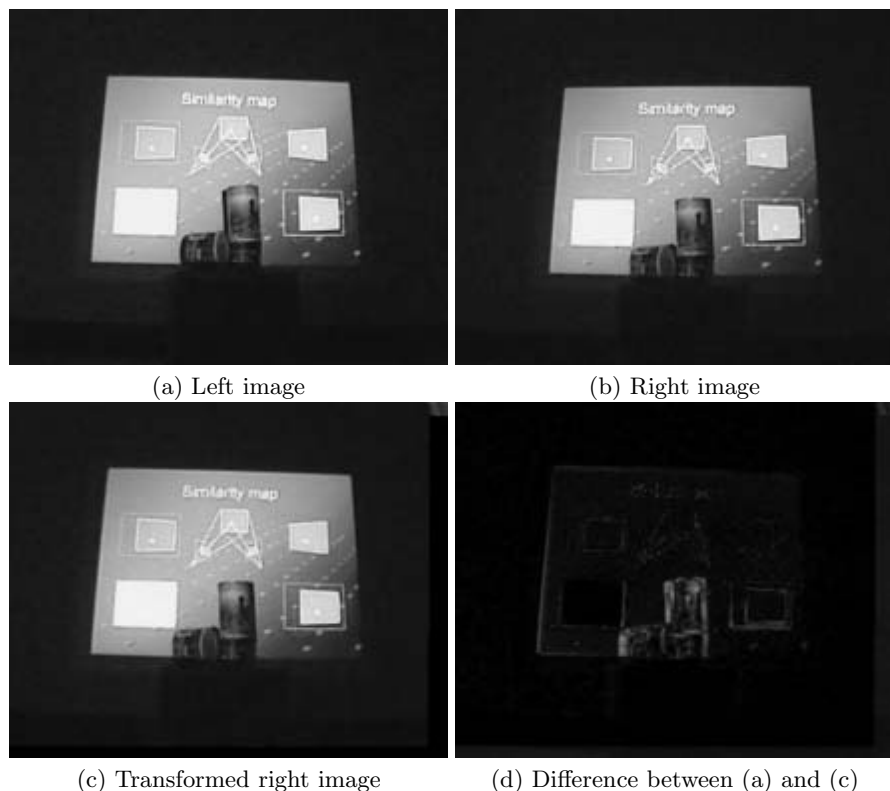 Similarity map
Similarity map
(a) Left image
(b) Right image
Similarity map
(c) Transformed right image
(d) Difference between (a) and (c)